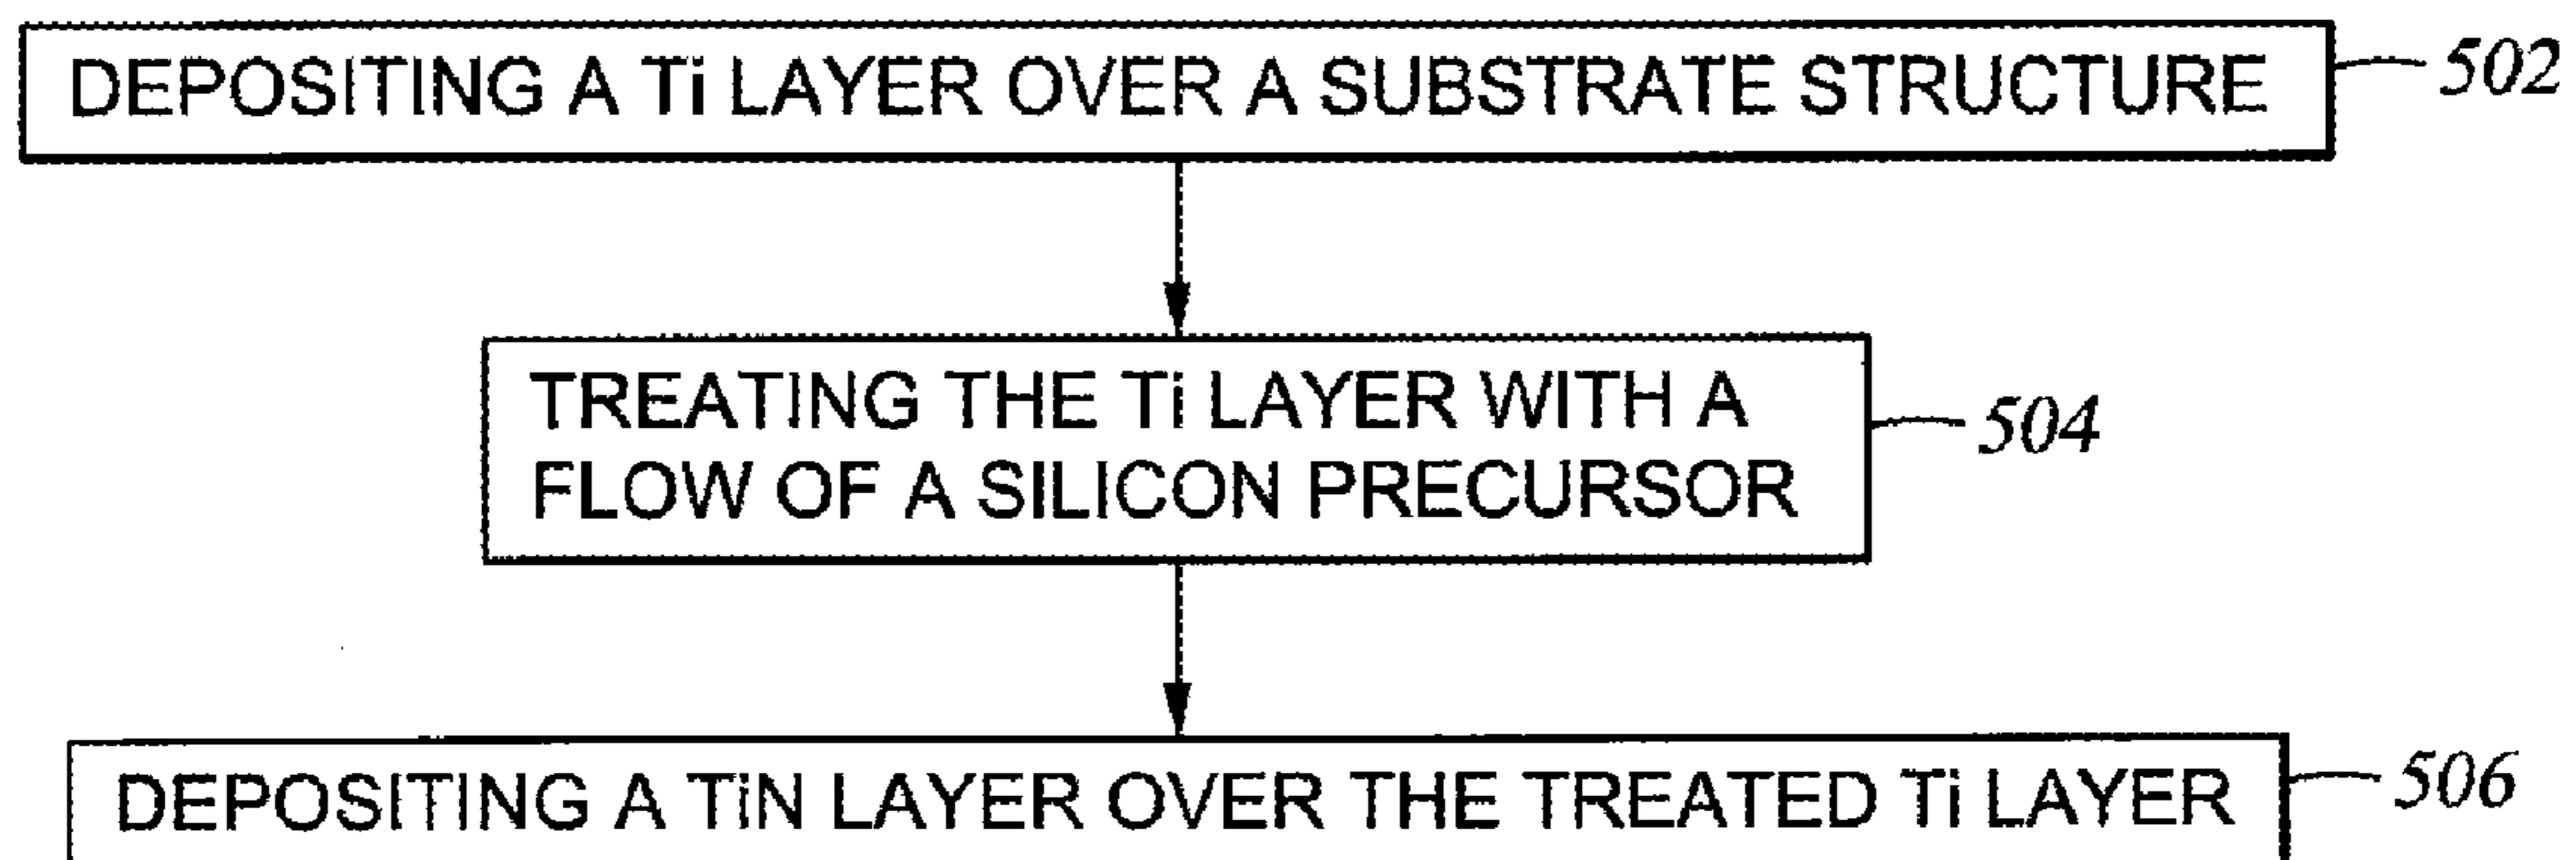 DEPOSITING A Ti LAYER OVER A SUBSTRATE STRUCTURE 502
TREATING THE Ti LAYER WITH A
FLOW OF A SILICON PRECURSOR
504
DEPOSITING A TiN LAYER OVER THE TREATED Ti LAYER 506